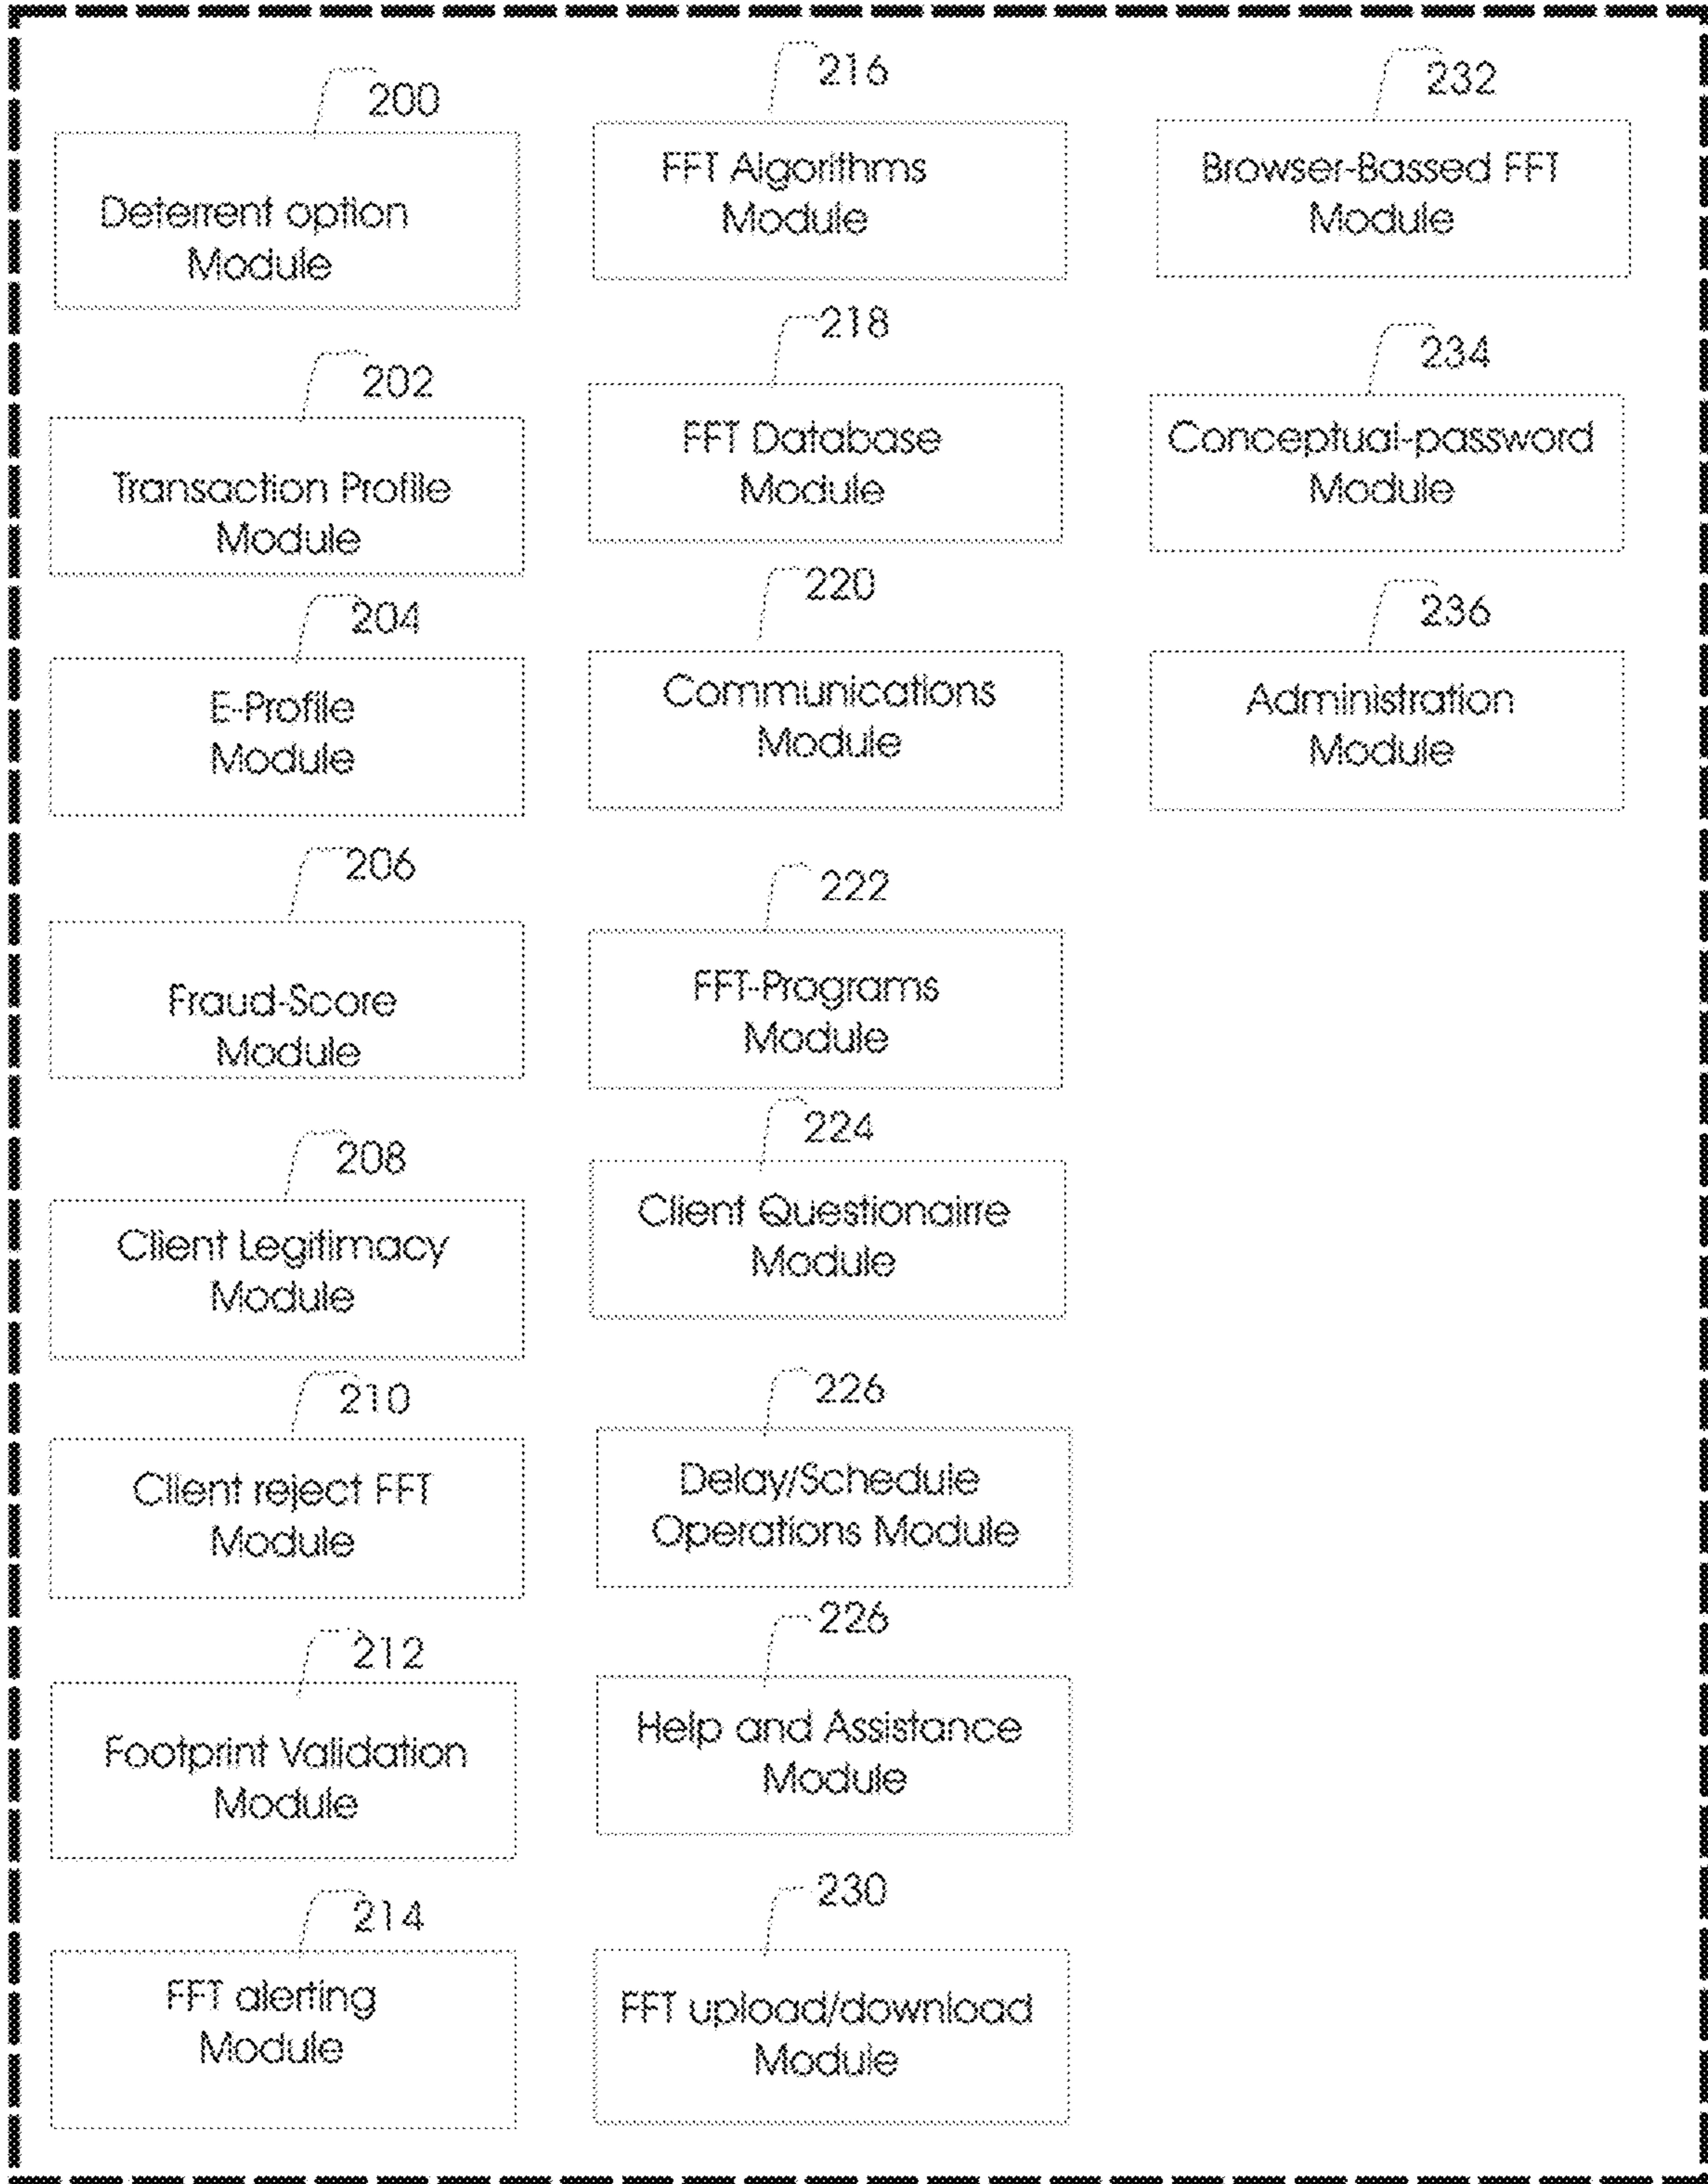 200
Deterrent option
Module
202
Transaction Profile
Module
204
E-Profile
Module
206
Fraud-Score
Module
208
Client Legitimacy
Module
210
Client reject FFT
Module
212
Footprint Validation
Module
214
FFT alerting
Module
216
FFT Algorithms
Module
218
FFT Database
Module
220
Communications
Module
222
FFT-Programs
Module
224
Client Questionairre
Module
226
Delay/Schedule
Operations Module
226
Help and Assistance
Module
230
FFT upload/download
Module
232
Browser-Bassed FFT
Module
234
Conceptual-password
Module
236
Administration
Module